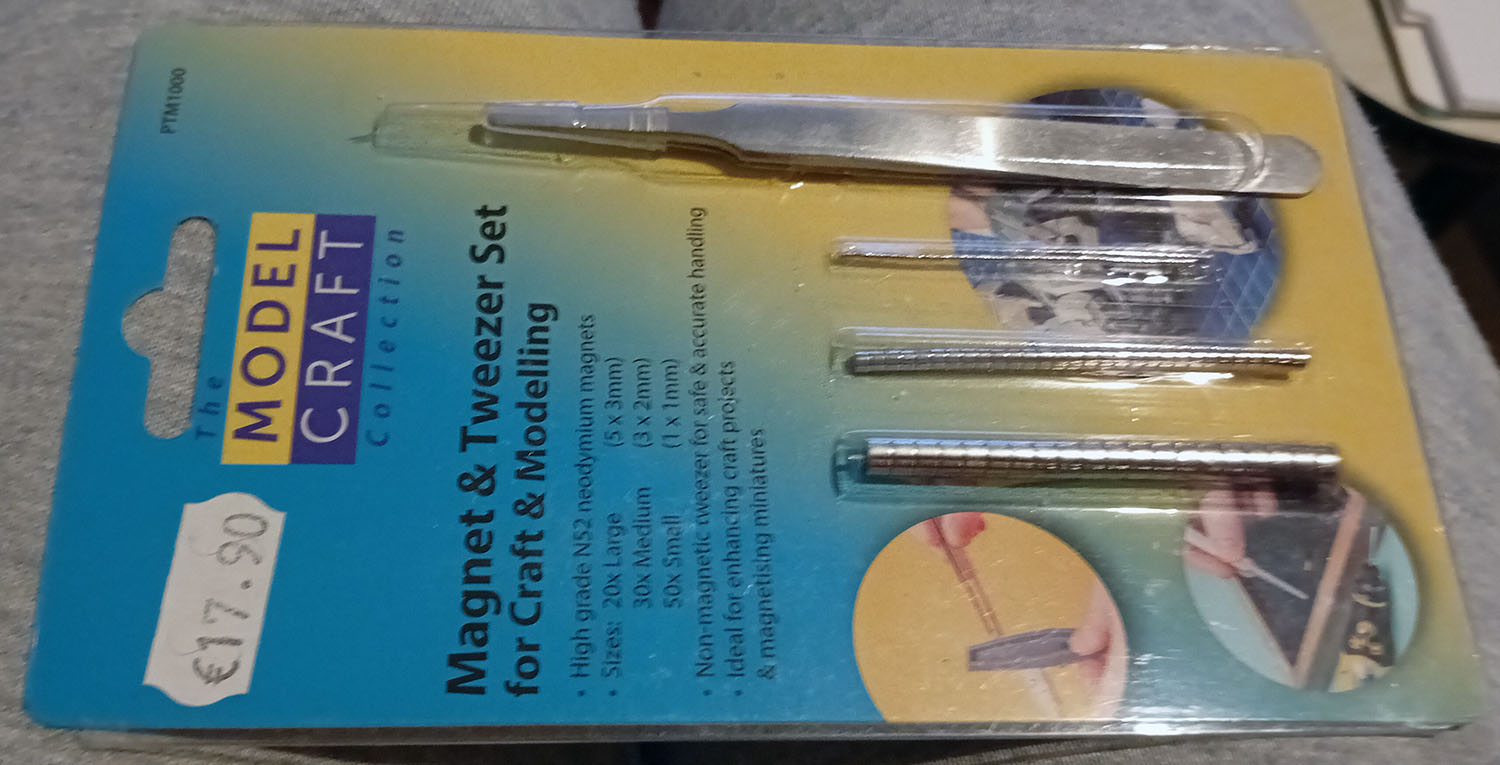 PTM1000
The
MODEL
CRAFT
Collection
€17.90
Magnet & Tweezer Set
for Craft & Modelling
• High grade N52 neodymium magnets
• Sizes: 20x Large (5 x 3mm)
30x Medium (3 x 2mm)
50x Small (1 x 1mm)
• Non-magnetic tweezer for safe & accurate handling
• Ideal for enhancing craft projects
& magnetising miniatures